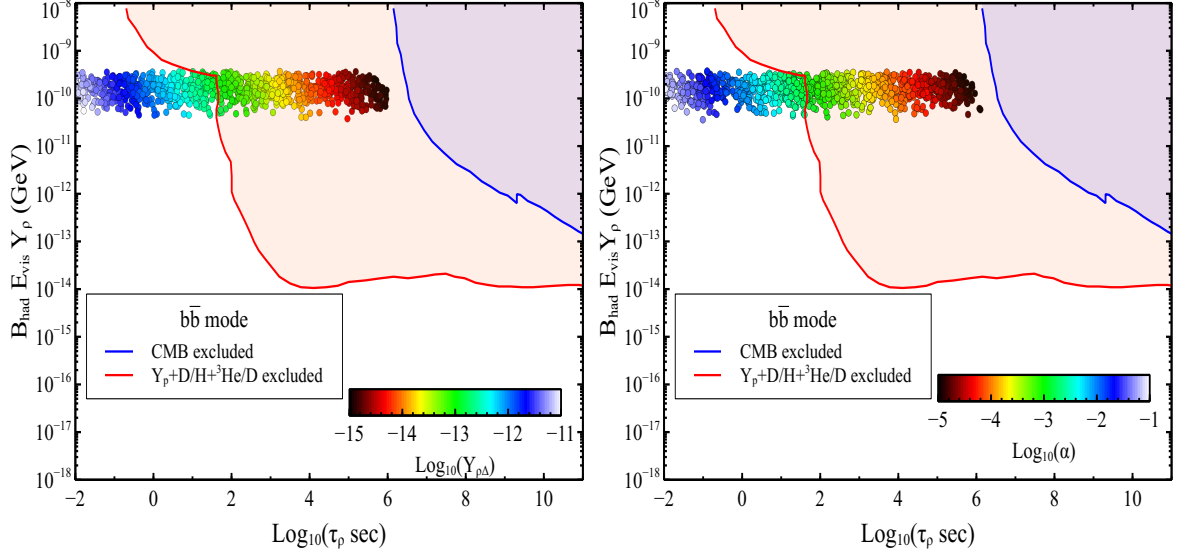 10⁻⁸
10⁻⁹
10⁻¹⁰
10⁻¹¹
10⁻¹²
10⁻¹³
10⁻¹⁴
10⁻¹⁵
10⁻¹⁶
10⁻¹⁷
10⁻¹⁸
B_had E_vis Y_ρ (GeV)
bb̅ mode
CMB excluded
Y_p+D/H+³He/D excluded
−15 −14 −13 −12 −11
Log₁₀(Y_ρΔ)
−2 0 2 4 6 8 10
Log₁₀(τ_ρ sec)
10⁻⁸
10⁻⁹
10⁻¹⁰
10⁻¹¹
10⁻¹²
10⁻¹³
10⁻¹⁴
10⁻¹⁵
10⁻¹⁶
10⁻¹⁷
10⁻¹⁸
B_had E_vis Y_ρ (GeV)
bb̅ mode
CMB excluded
Y_p+D/H+³He/D excluded
−5 −4 −3 −2 −1
Log₁₀(α)
−2 0 2 4 6 8 10
Log₁₀(τ_ρ sec)